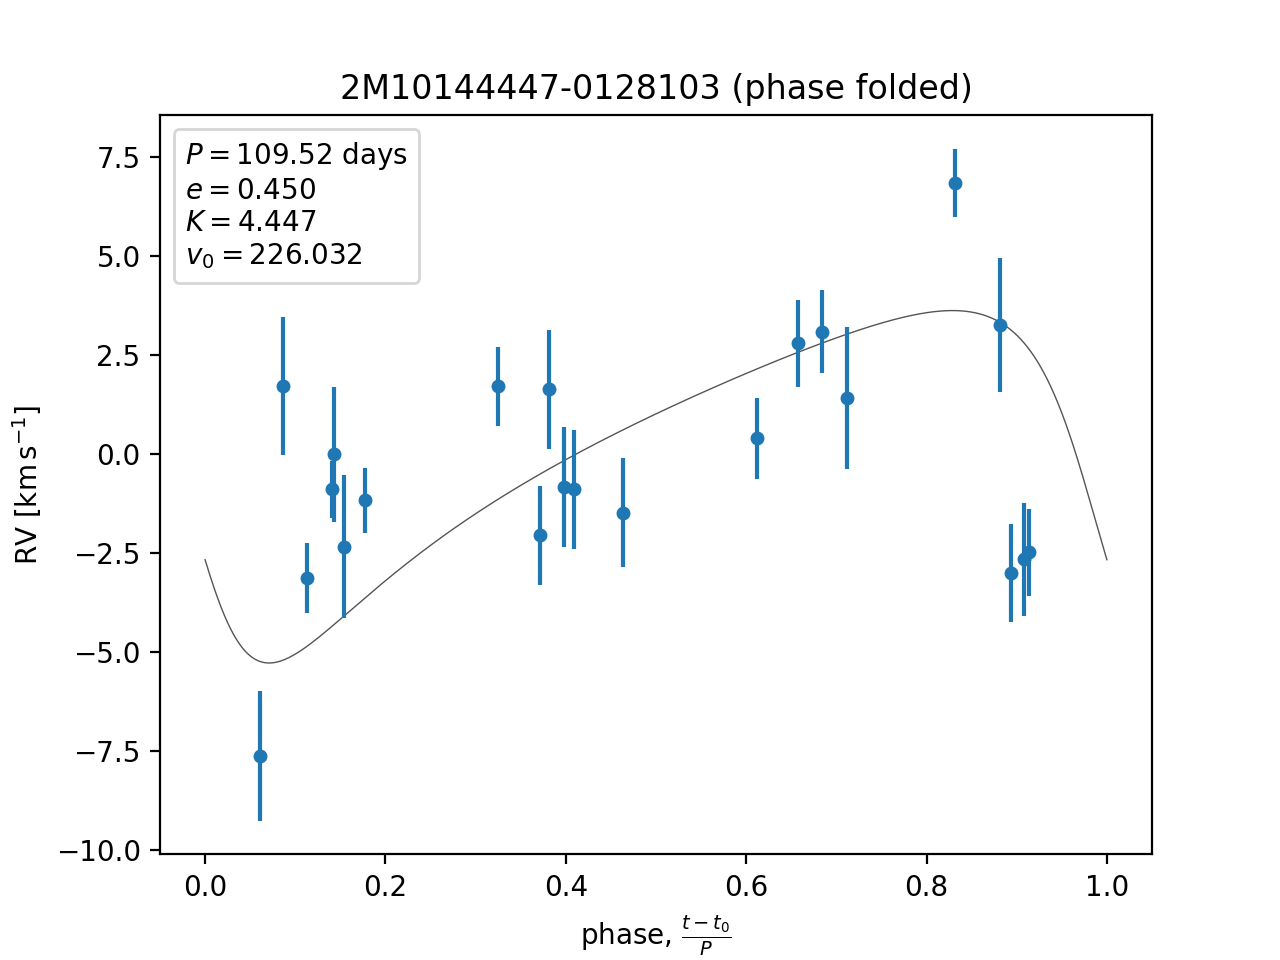 2M10144447-0128103 (phase folded)
P = 109.52 days
e = 0.450
K = 4.447
v₀ = 226.032
7.5
5.0
2.5
0.0
−2.5
−5.0
−7.5
−10.0
RV [km s⁻¹]
0.0 0.2 0.4 0.6 0.8 1.0
phase, (t − t₀)/P